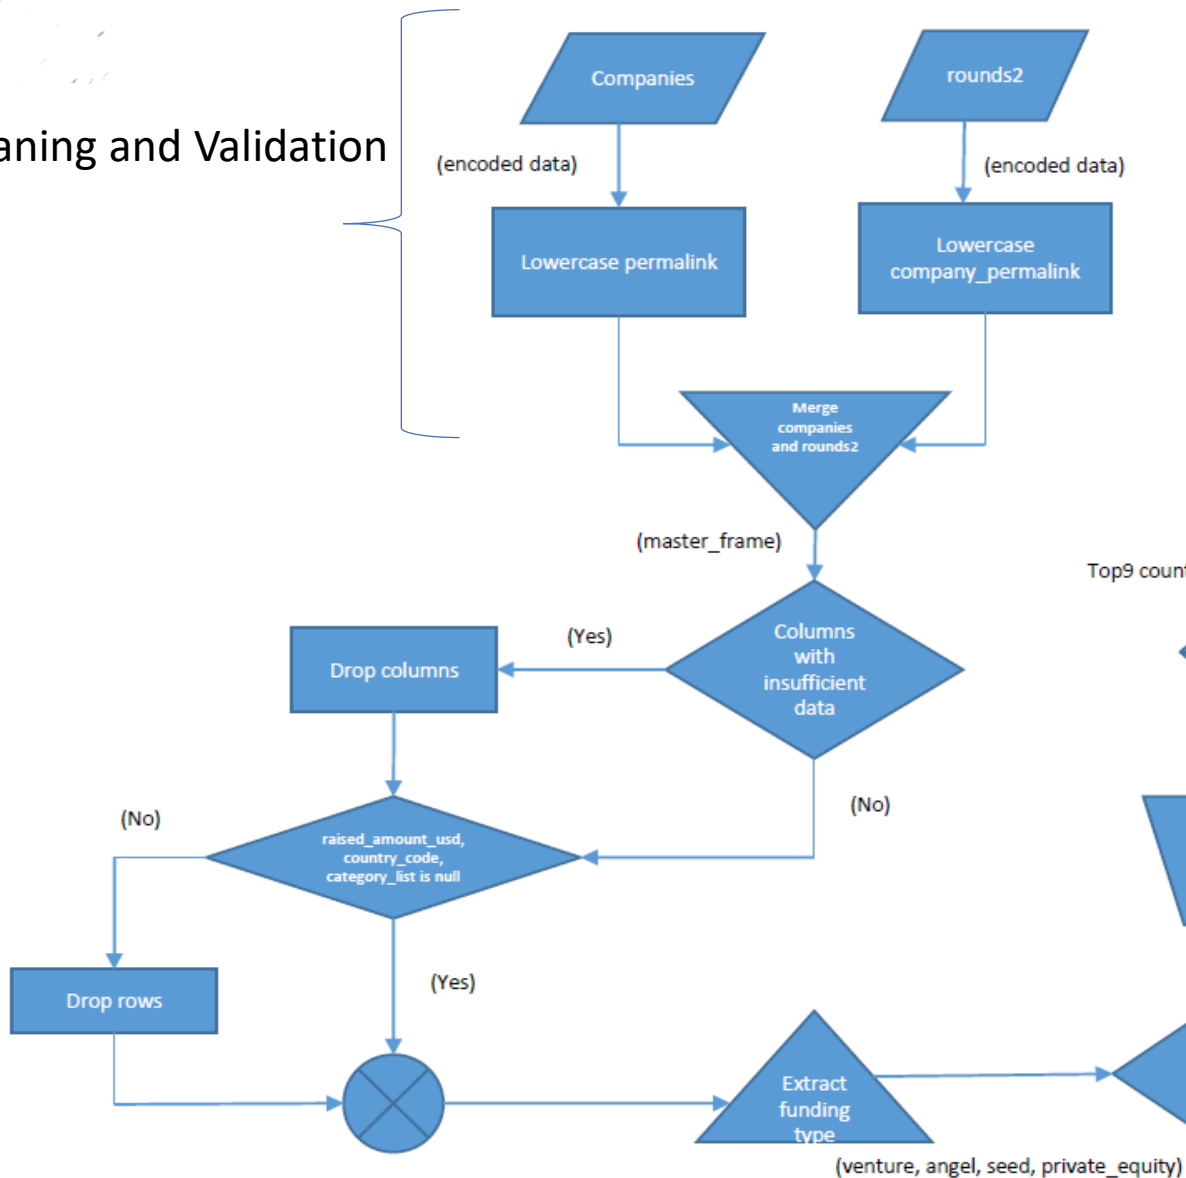 Companies
rounds2
aning and Validation
(encoded data)
(encoded data)
Lowercase permalink
Lowercase
company_permalink
Merge
companies
and rounds2
(master_frame)
Top9 count
Columns
with
insufficient
data
(Yes)
Drop columns
(No)
(No)
raised_amount_usd,
country_code,
category_list is null
(Yes)
Drop rows
Extract
funding
type
(venture, angel, seed, private_equity)